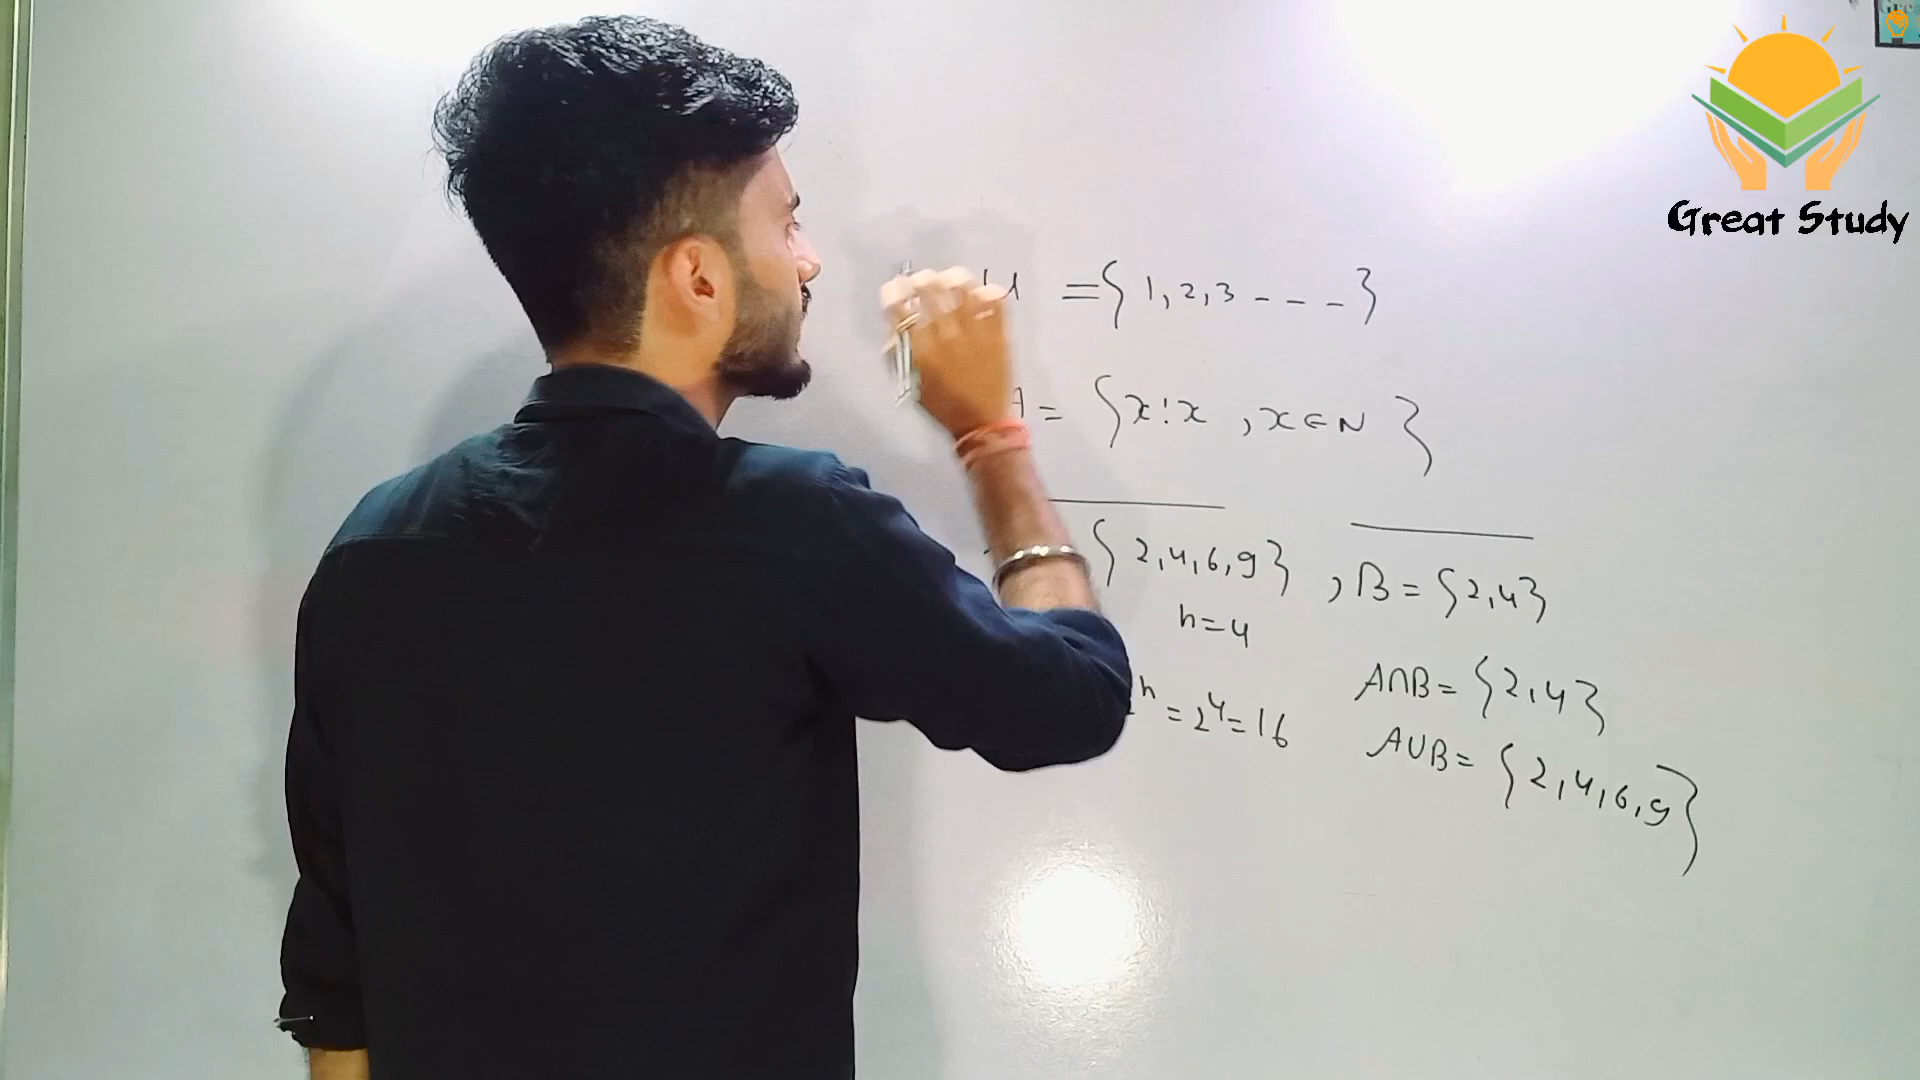 Great Study
= { 1, 2, 3 - - - - }
A = { x ! x , x ∈ N }
{ 2, 4, 6, 9 } , B = { 2, 4 }
n = 4
A∩B = { 2, 4 }
n = 2⁴ = 16
A∪B = { 2, 4, 6, 9 }